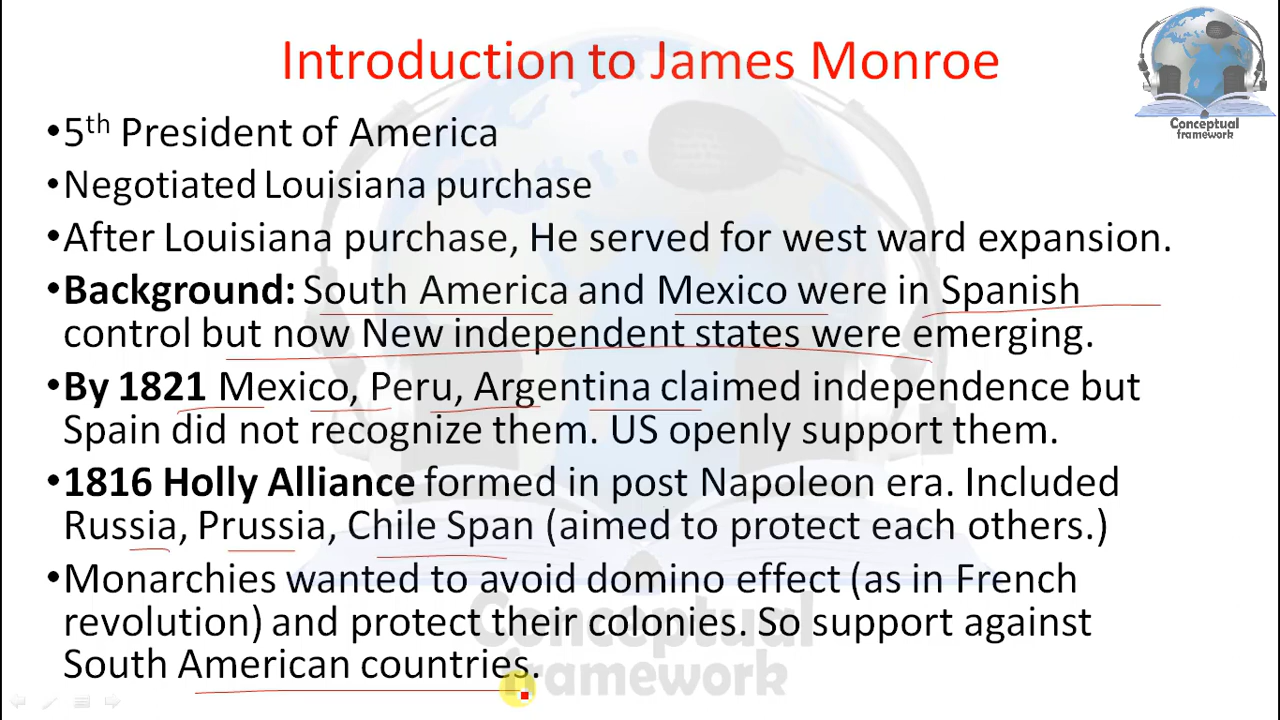 Introduction to James Monroe
Conceptual
framework
•5th President of America
•Negotiated Louisiana purchase
•After Louisiana purchase, He served for west ward expansion.
•Background: South America and Mexico were in Spanish
control but now New independent states were emerging.
•By 1821 Mexico, Peru, Argentina claimed independence but
Spain did not recognize them. US openly support them.
•1816 Holly Alliance formed in post Napoleon era. Included
Russia, Prussia, Chile Span (aimed to protect each others.)
•Monarchies wanted to avoid domino effect (as in French
revolution) and protect their colonies. So support against
South American countries.
Conceptual
framework